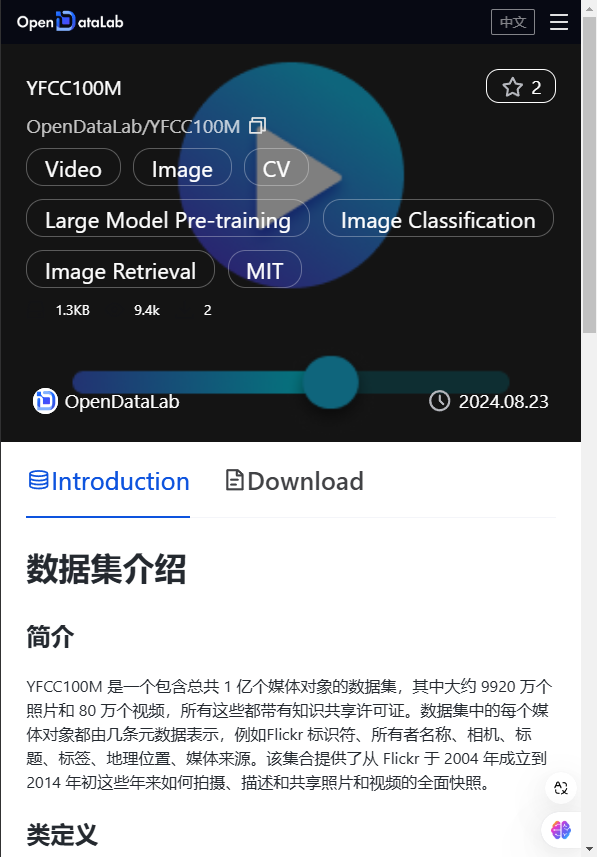 OpenDataLab
中文
YFCC100M
2
OpenDataLab/YFCC100M
Video
Image
CV
Large Model Pre-training
Image Classification
Image Retrieval
MIT
1.3KB
9.4k
2
OpenDataLab
2024.08.23
Introduction
Download
数据集介绍
简介
YFCC100M 是一个包含总共 1 亿个媒体对象的数据集，其中大约 9920 万个
照片和 80 万个视频，所有这些都带有知识共享许可证。数据集中的每个媒
体对象都由几条元数据表示，例如Flickr 标识符、所有者名称、相机、标
题、标签、地理位置、媒体来源。该集合提供了从 Flickr 于 2004 年成立到
2014 年初这些年来如何拍摄、描述和共享照片和视频的全面快照。
类定义